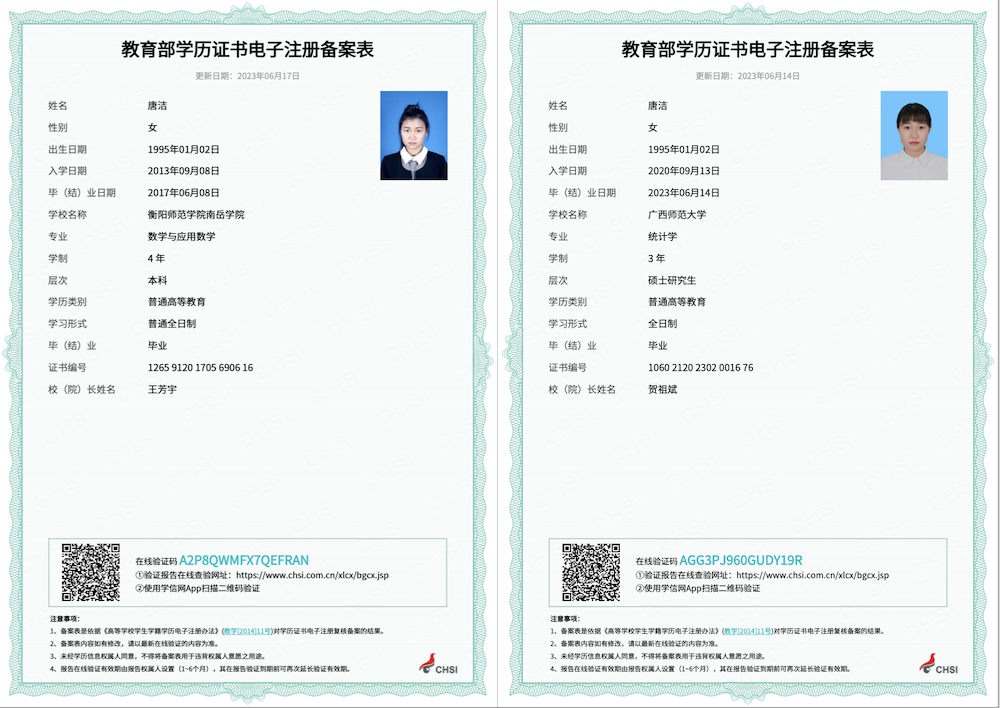 教育部学历证书电子注册备案表
更新日期：2023年06月17日
姓名 唐洁
性别 女
出生日期 1995年01月02日
入学日期 2013年09月08日
毕（结）业日期 2017年06月08日
学校名称 衡阳师范学院南岳学院
专业 数学与应用数学
学制 4 年
层次 本科
学历类别 普通高等教育
学习形式 普通全日制
毕（结）业 毕业
证书编号 1265 9120 1705 6906 16
校（院）长姓名 王芳宇
在线验证码 A2P8QWMFX7QEFRAN
①验证报告在线查验网址：https://www.chsi.com.cn/xlcx/bgcx.jsp
②使用学信网App扫描二维码验证
注意事项：
1、备案表是依据《高等学校学生学籍学历电子注册办法》(教学[2014]11号)对学历证书电子注册复核备案的结果。
2、备案表内容如有修改，请以最新在线验证的内容为准。
3、未经学历信息权属人同意，不得将备案表用于违背权属人意愿之用途。
4、报告在线验证有效期由报告权属人设置（1~6个月），其在报告验证到期前可再次延长验证有效期。
CHSI
教育部学历证书电子注册备案表
更新日期：2023年06月14日
姓名 唐洁
性别 女
出生日期 1995年01月02日
入学日期 2020年09月13日
毕（结）业日期 2023年06月14日
学校名称 广西师范大学
专业 统计学
学制 3 年
层次 硕士研究生
学历类别 普通高等教育
学习形式 全日制
毕（结）业 毕业
证书编号 1060 2120 2302 0016 76
校（院）长姓名 贺祖斌
在线验证码 AGG3PJ960GUDY19R
①验证报告在线查验网址：https://www.chsi.com.cn/xlcx/bgcx.jsp
②使用学信网App扫描二维码验证
注意事项：
1、备案表是依据《高等学校学生学籍学历电子注册办法》(教学[2014]11号)对学历证书电子注册复核备案的结果。
2、备案表内容如有修改，请以最新在线验证的内容为准。
3、未经学历信息权属人同意，不得将备案表用于违背权属人意愿之用途。
4、报告在线验证有效期由报告权属人设置（1~6个月），其在报告验证到期前可再次延长验证有效期。
CHSI